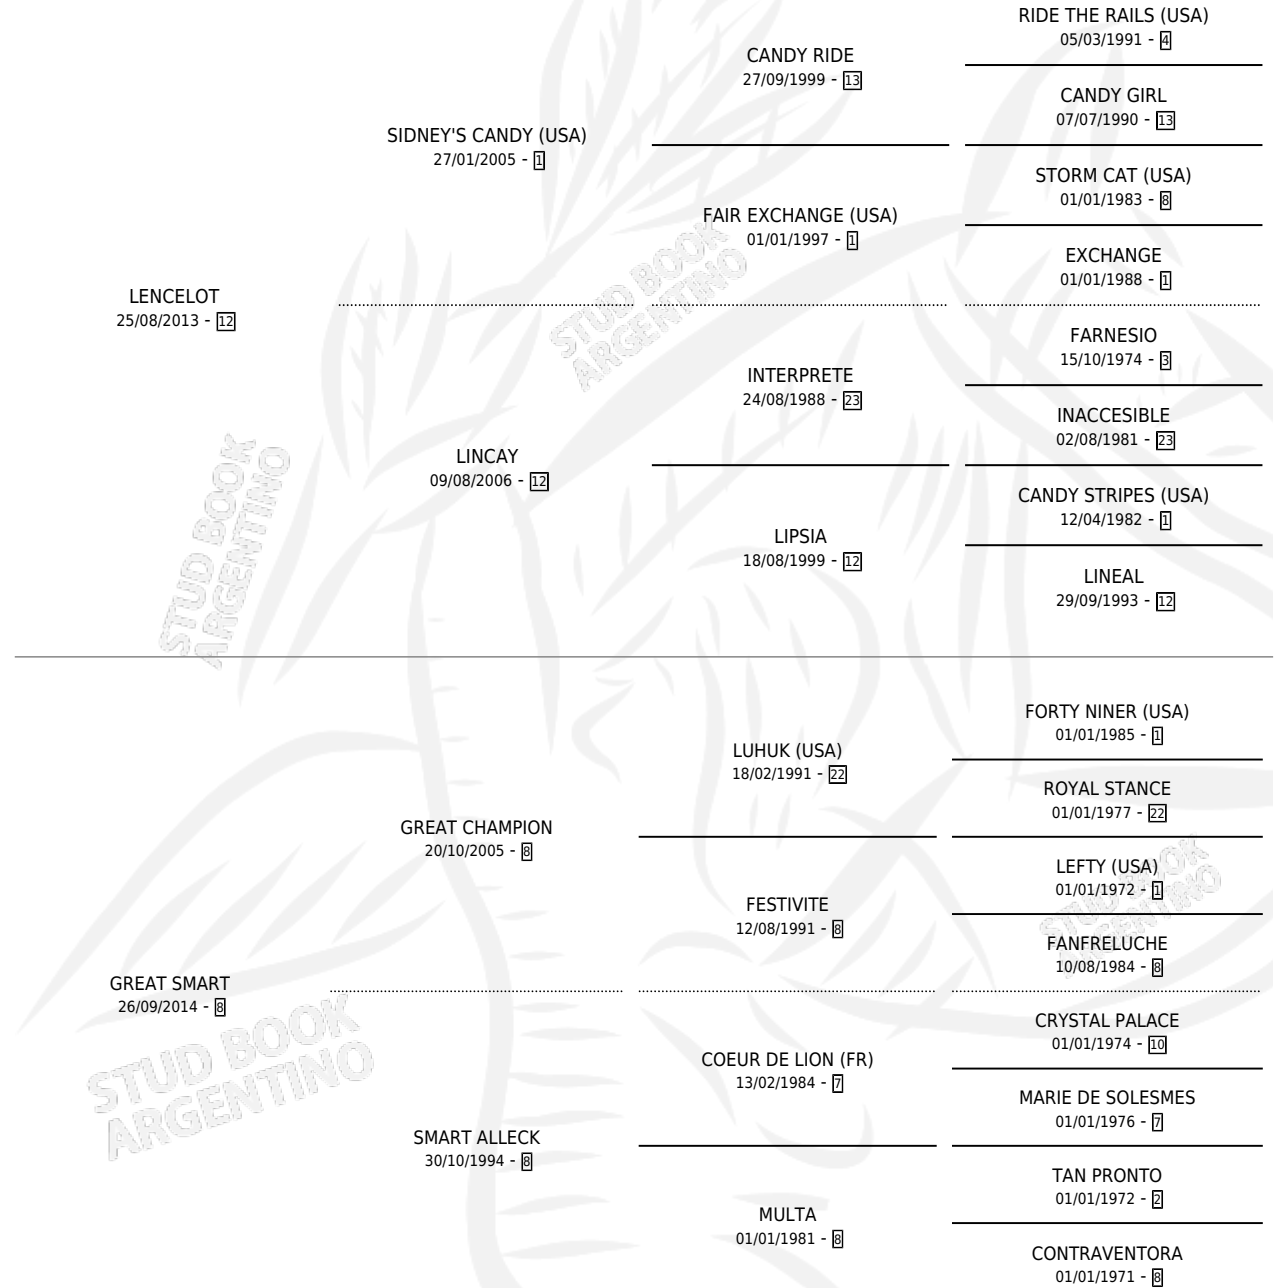 RIDE THE RAILS (USA)
05/03/1991 - 4
CANDY RIDE
27/09/1999 - 13
CANDY GIRL
07/07/1990 - 13
SIDNEY'S CANDY (USA)
27/01/2005 - 1
STORM CAT (USA)
01/01/1983 - 8
FAIR EXCHANGE (USA)
01/01/1997 - 1
EXCHANGE
01/01/1988 - 1
STUD BOOK
ARGENTINO
LENCELOT
25/08/2013 - 12
FARNESIO
15/10/1974 - 3
INTERPRETE
24/08/1988 - 23
INACCESIBLE
02/08/1981 - 23
LINCAY
09/08/2006 - 12
CANDY STRIPES (USA)
12/04/1982 - 1
LIPSIA
18/08/1999 - 12
LINEAL
29/09/1993 - 12
STUD BOOK
ARGENTINO
FORTY NINER (USA)
01/01/1985 - 1
LUHUK (USA)
18/02/1991 - 22
ROYAL STANCE
01/01/1977 - 22
GREAT CHAMPION
20/10/2005 - 8
LEFTY (USA)
01/01/1972 - 1
FESTIVITE
12/08/1991 - 8
FANFRELUCHE
10/08/1984 - 8
STUD BOOK
ARGENTINO
GREAT SMART
26/09/2014 - 8
CRYSTAL PALACE
01/01/1974 - 10
COEUR DE LION (FR)
13/02/1984 - 7
MARIE DE SOLESMES
01/01/1976 - 7
STUD BOOK
ARGENTINO
SMART ALLECK
30/10/1994 - 8
TAN PRONTO
01/01/1972 - 2
MULTA
01/01/1981 - 8
CONTRAVENTORA
01/01/1971 - 8